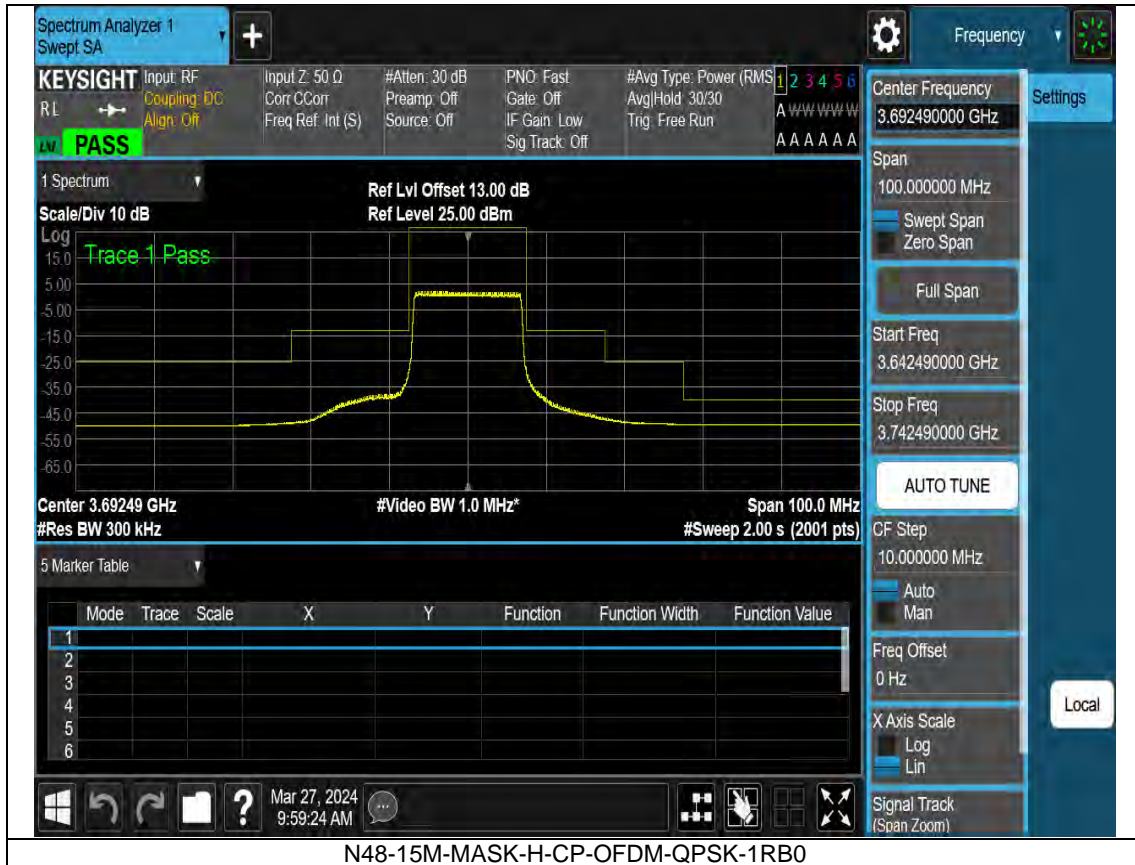 Spectrum Analyzer 1
Swept SA
Frequency
KEYSIGHT
RL
PASS
Input: RF
Coupling: DC
Align: Off
Input Z: 50 Ω
Corr CCorr
Freq Ref: Int (S)
#Atten: 30 dB
Preamp: Off
Source: Off
PNO: Fast
Gate: Off
IF Gain: Low
Sig Track: Off
#Avg Type: Power (RMS
Avg|Hold: 30/30
Trig: Free Run
1 2 3 4 5 6
A W W W W W
A A A A A A
1 Spectrum
Scale/Div 10 dB
Ref Lvl Offset 13.00 dB
Ref Level 25.00 dBm
Log
Trace 1 Pass
15.0
5.00
-5.00
-15.0
-25.0
-35.0
-45.0
-55.0
-65.0
Center 3.69249 GHz
#Video BW 1.0 MHz*
Span 100.0 MHz
#Res BW 300 kHz
#Sweep 2.00 s (2001 pts)
5 Marker Table
Mode Trace Scale X Y Function Function Width Function Value
1
2
3
4
5
6
Center Frequency
3.692490000 GHz
Settings
Span
100.000000 MHz
Swept Span
Zero Span
Full Span
Start Freq
3.642490000 GHz
Stop Freq
3.742490000 GHz
AUTO TUNE
CF Step
10.000000 MHz
Auto
Man
Freq Offset
0 Hz
X Axis Scale
Log
Lin
Signal Track
(Span Zoom)
Local
?
Mar 27, 2024
9:59:24 AM
N48-15M-MASK-H-CP-OFDM-QPSK-1RB0